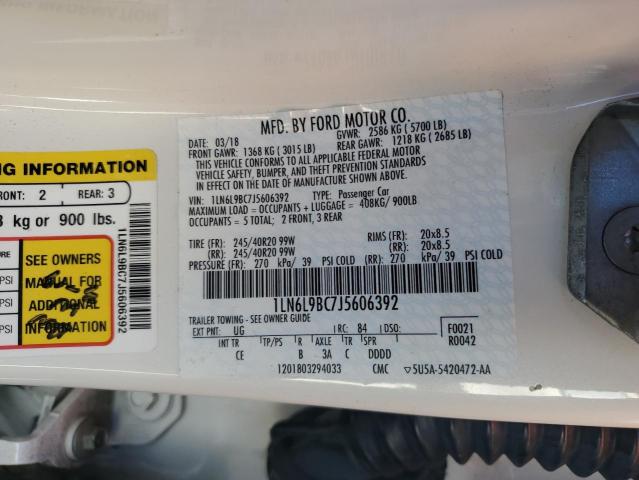 MFD. BY FORD MOTOR CO.
03/18 GVWR: 2586 KG ( 5700 LB)
FRONT GAWR: 1368 KG ( 3015 LB) REAR GAWR: 1218 KG ( 2685 LB)
THIS VEHICLE CONFORMS TO ALL APPLICABLE FEDERAL MOTOR
VEHICLE SAFETY, BUMPER, AND THEFT PREVENTION STANDARDS
IN EFFECT ON THE DATE OF MANUFACTURE SHOWN ABOVE.
VIN: 1LN6L9BC7J5606392 TYPE: Passenger Car
MAXIMUM LOAD = OCCUPANTS + LUGGAGE = 408KG/ 900LB
OCCUPANTS = 5 TOTAL; 2 FRONT, 3 REAR
TIRE (FR): 245/40R20 99W RIMS (FR): 20x8.5
(RR): 245/40R20 99W (RR): 20x8.5
PRESSURE (FR): 270 kPa/ 39 PSI COLD (RR): 270 kPa/ 39 PSI COLD
1LN6L9BC7J5606392
TRAILER TOWING - SEE OWNER GUIDE
EXT PNT: UG RC: 84 DSO: F0021
INT TR TP/PS R AXLE TR SPR R0042
CE B 3A C DDDD
1201803294033 CMC ▽5U5A-5420472-AA
NG INFORMATION
FRONT: 2 REAR: 3
kg or 900 lbs.
SEE OWNERS
MANUAL FOR
ADDITIONAL
INFORMATION
PSI
PSI
PSI
1LN6L9BC7J5606392